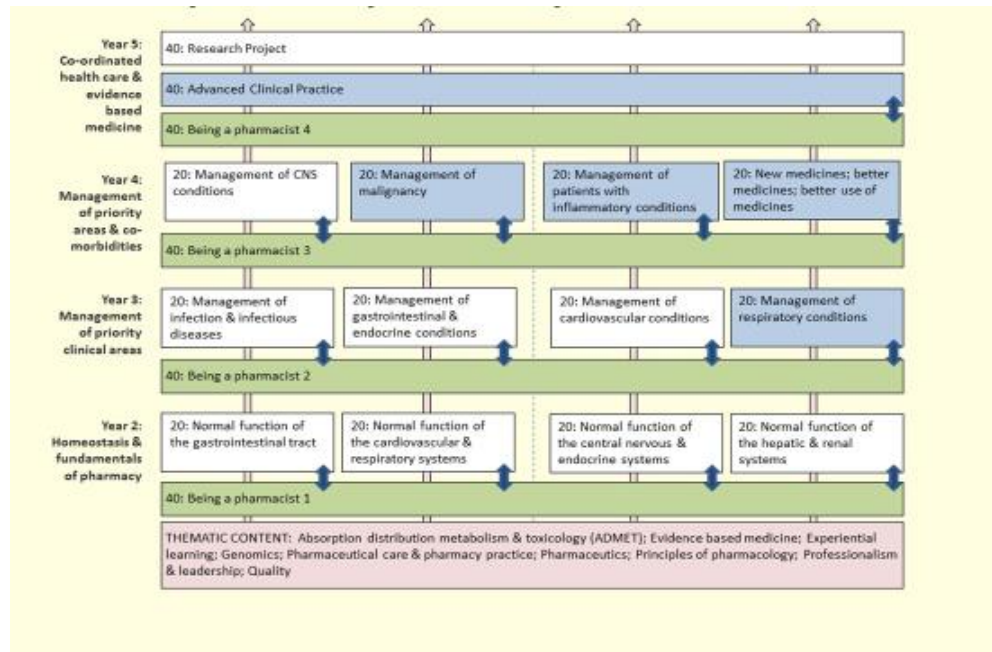 Year 5:
Co-ordinated
health care &
evidence
based
medicine
40: Research Project
40: Advanced Clinical Practice
40: Being a pharmacist 4
Year 4:
Management
of priority
areas & co-
morbidities
20: Management of CNS
conditions
20: Management of
malignancy
20: Management of
patients with
inflammatory conditions
20: New medicines; better
medicines; better use of
medicines
40: Being a pharmacist 3
Year 3:
Management
of priority
clinical areas
20: Management of
infection & infectious
diseases
20: Management of
gastrointestinal &
endocrine conditions
20: Management of
cardiovascular conditions
20: Management of
respiratory conditions
40: Being a pharmacist 2
Year 2:
Homeostasis &
fundamentals
of pharmacy
20: Normal function of
the gastrointestinal tract
20: Normal function of
the cardiovascular &
respiratory systems
20: Normal function of
the central nervous &
endocrine systems
20: Normal function of
the hepatic & renal
systems
40: Being a pharmacist 1
THEMATIC CONTENT: Absorption distribution metabolism & toxicology (ADMET); Evidence based medicine; Experiential
learning; Genomics; Pharmaceutical care & pharmacy practice; Pharmaceutics; Principles of pharmacology; Professionalism
& leadership; Quality